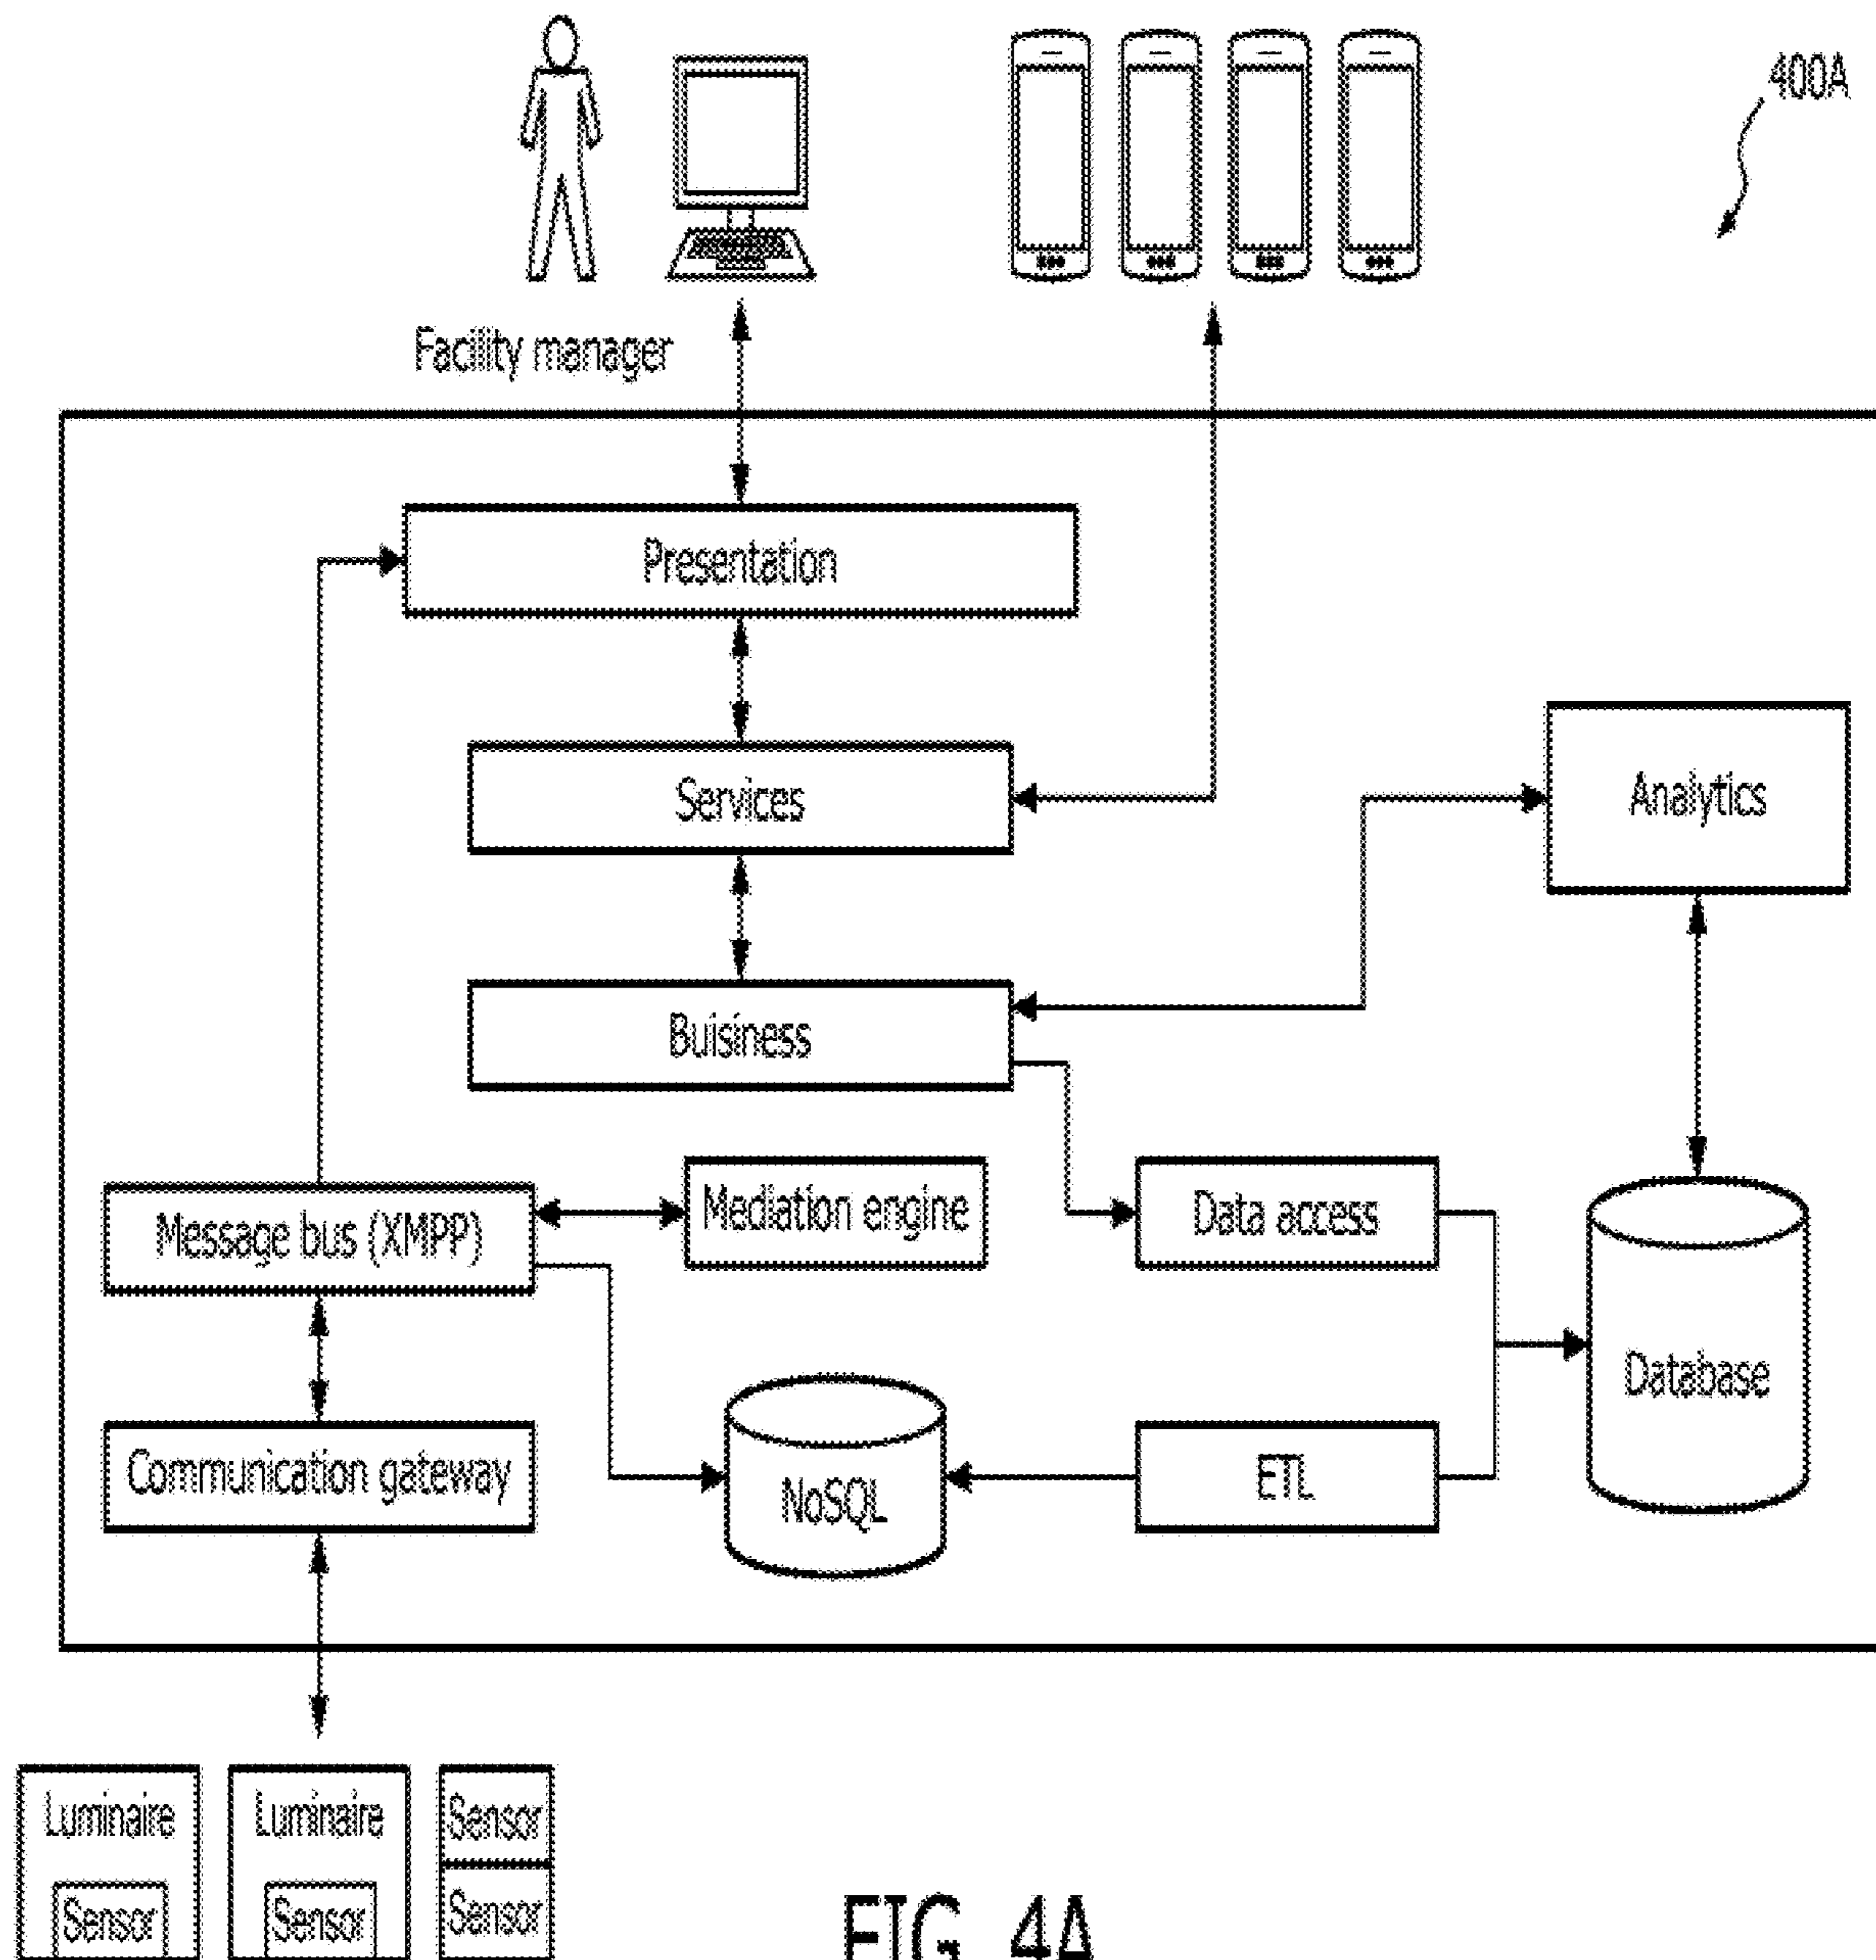 400A
Facility manager
Presentation
Services
Analytics
Buisiness
Mediation engine
Data access
Message bus (XMPP)
Database
Communication gateway
NoSQL
ETL
Luminaire
Luminaire
Sensor
Sensor
Sensor
Sensor
FIG. 4A